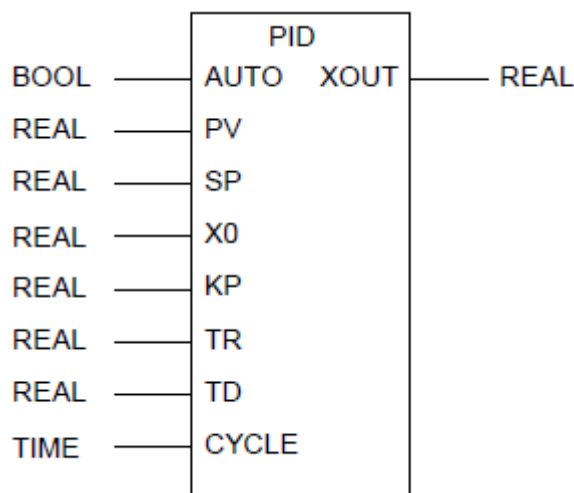 PID
BOOL AUTO XOUT REAL
REAL PV
REAL SP
REAL X0
REAL KP
REAL TR
REAL TD
TIME CYCLE